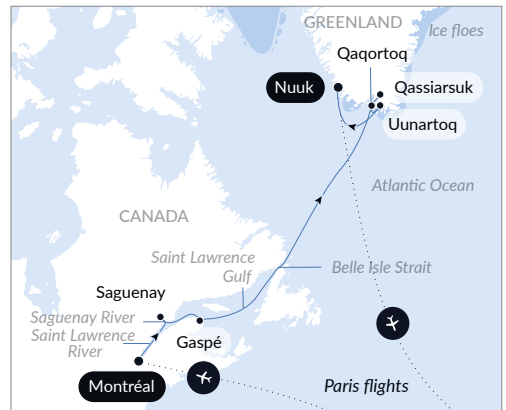 GREENLAND
Ice floes
Qaqortoq
Nuuk
Qassiarsuk
Uunartoq
Atlantic Ocean
CANADA
Saint Lawrence
Gulf
Belle Isle Strait
Saguenay
Saguenay River
Saint Lawrence
River
Gaspé
Montréal
Paris flights